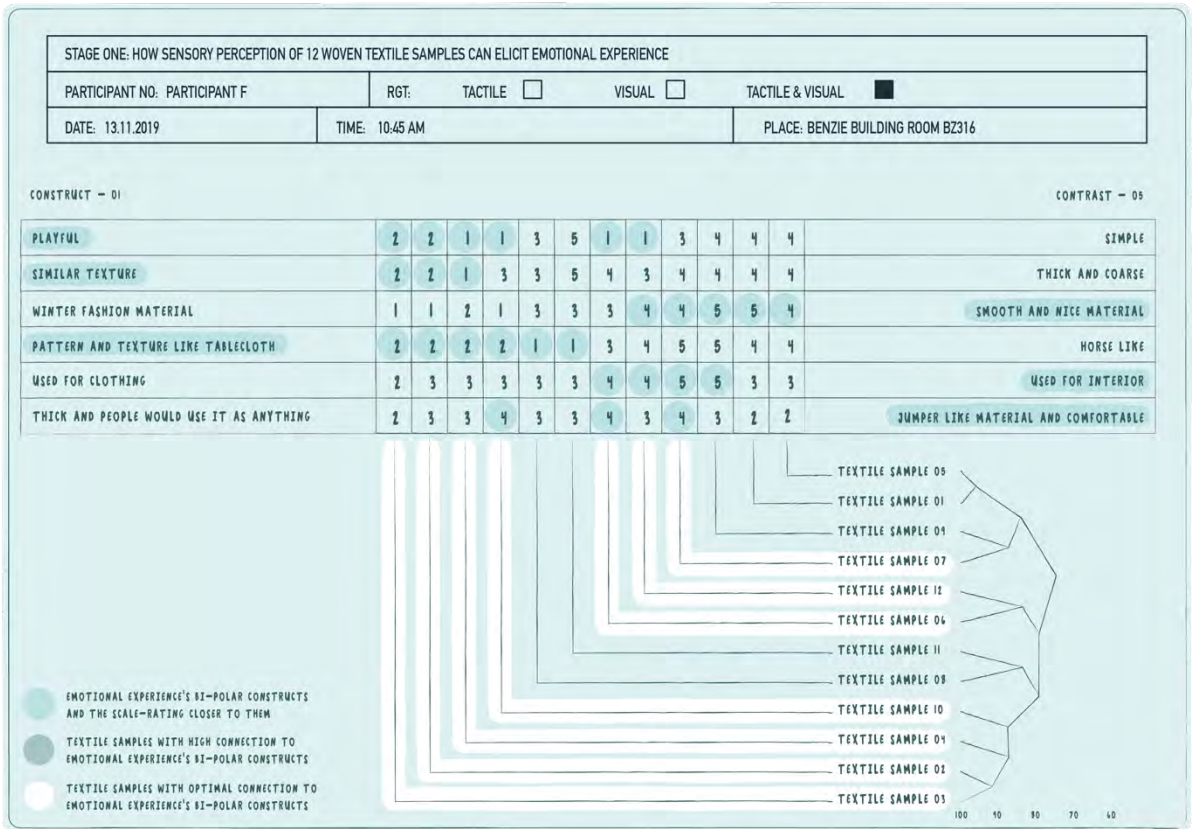 STAGE ONE: HOW SENSORY PERCEPTION OF 12 WOVEN TEXTILE SAMPLES CAN ELICIT EMOTIONAL EXPERIENCE
PARTICIPANT NO: PARTICIPANT F RGT: TACTILE VISUAL TACTILE & VISUAL
DATE: 13.11.2019 TIME: 10:45 AM PLACE: BENZIE BUILDING ROOM BZ316
CONSTRUCT – 01 CONTRAST – 05
PLAYFUL 2 2 1 1 3 5 1 1 3 4 4 4 SIMPLE
SIMILAR TEXTURE 2 2 1 3 3 5 4 3 4 4 4 4 THICK AND COARSE
WINTER FASHION MATERIAL 1 1 2 1 3 3 3 4 4 5 5 4 SMOOTH AND NICE MATERIAL
PATTERN AND TEXTURE LIKE TABLECLOTH 2 2 2 2 1 1 3 4 5 5 4 4 HORSE LIKE
USED FOR CLOTHING 2 3 3 3 3 3 4 4 5 5 3 3 USED FOR INTERIOR
THICK AND PEOPLE WOULD USE IT AS ANYTHING 2 3 3 4 3 3 4 3 4 3 2 2 JUMPER LIKE MATERIAL AND COMFORTABLE
TEXTILE SAMPLE 05
TEXTILE SAMPLE 01
TEXTILE SAMPLE 09
TEXTILE SAMPLE 07
TEXTILE SAMPLE 12
TEXTILE SAMPLE 06
TEXTILE SAMPLE 11
TEXTILE SAMPLE 08
TEXTILE SAMPLE 10
TEXTILE SAMPLE 04
TEXTILE SAMPLE 02
TEXTILE SAMPLE 03
EMOTIONAL EXPERIENCE'S BI-POLAR CONSTRUCTS
AND THE SCALE-RATING CLOSER TO THEM
TEXTILE SAMPLES WITH HIGH CONNECTION TO
EMOTIONAL EXPERIENCE'S BI-POLAR CONSTRUCTS
TEXTILE SAMPLES WITH OPTIMAL CONNECTION TO
EMOTIONAL EXPERIENCE'S BI-POLAR CONSTRUCTS
100 90 80 70 60